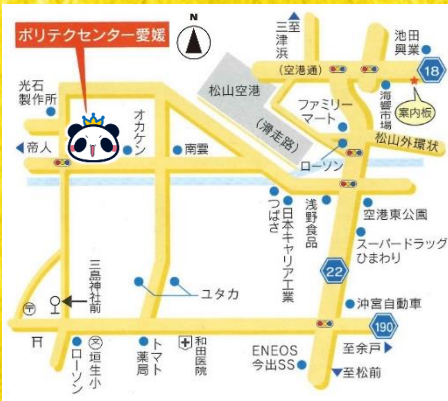 ポリテクセンター愛媛
N
至
三津浜
池田
興業
(空港通)
18
光石
製作所
松山空港
(滑走路)
海響市場
案内板
ファミリー
マート
オカケン
帝人
南雲
ローソン
松山外環状
つばさ
日本キャリア工業
浅野食品
空港東公園
スーパードラッグ
ひまわり
22
三島神社前
ユタカ
沖宮自動車
190
〒
ローソン
垣生小
文
トマト
薬局
和田医院
ENEOS
今出SS
至余戸
至松前